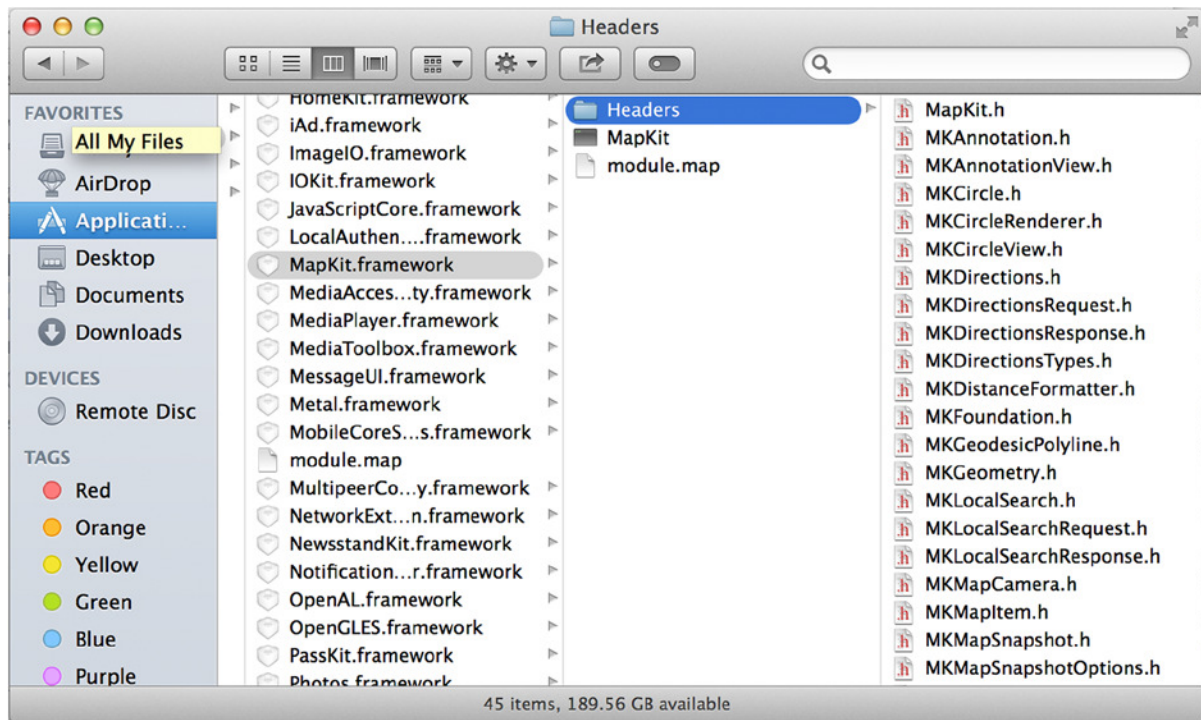 Headers
FAVORITES
All My Files
AirDrop
Applicati...
Desktop
Documents
Downloads
DEVICES
Remote Disc
TAGS
Red
Orange
Yellow
Green
Blue
Purple
HomeKit.framework
iAd.framework
ImageIO.framework
IOKit.framework
JavaScriptCore.framework
LocalAuthen....framework
MapKit.framework
MediaAcces...ty.framework
MediaPlayer.framework
MediaToolbox.framework
MessageUI.framework
Metal.framework
MobileCoreS...s.framework
module.map
MultipeerCo...y.framework
NetworkExt...n.framework
NewsstandKit.framework
Notification...r.framework
OpenAL.framework
OpenGLES.framework
PassKit.framework
Photos.framework
Headers
MapKit
module.map
MapKit.h
MKAnnotation.h
MKAnnotationView.h
MKCircle.h
MKCircleRenderer.h
MKCircleView.h
MKDirections.h
MKDirectionsRequest.h
MKDirectionsResponse.h
MKDirectionsTypes.h
MKDistanceFormatter.h
MKFoundation.h
MKGeodesicPolyline.h
MKGeometry.h
MKLocalSearch.h
MKLocalSearchRequest.h
MKLocalSearchResponse.h
MKMapCamera.h
MKMapItem.h
MKMapSnapshot.h
MKMapSnapshotOptions.h
45 items, 189.56 GB available